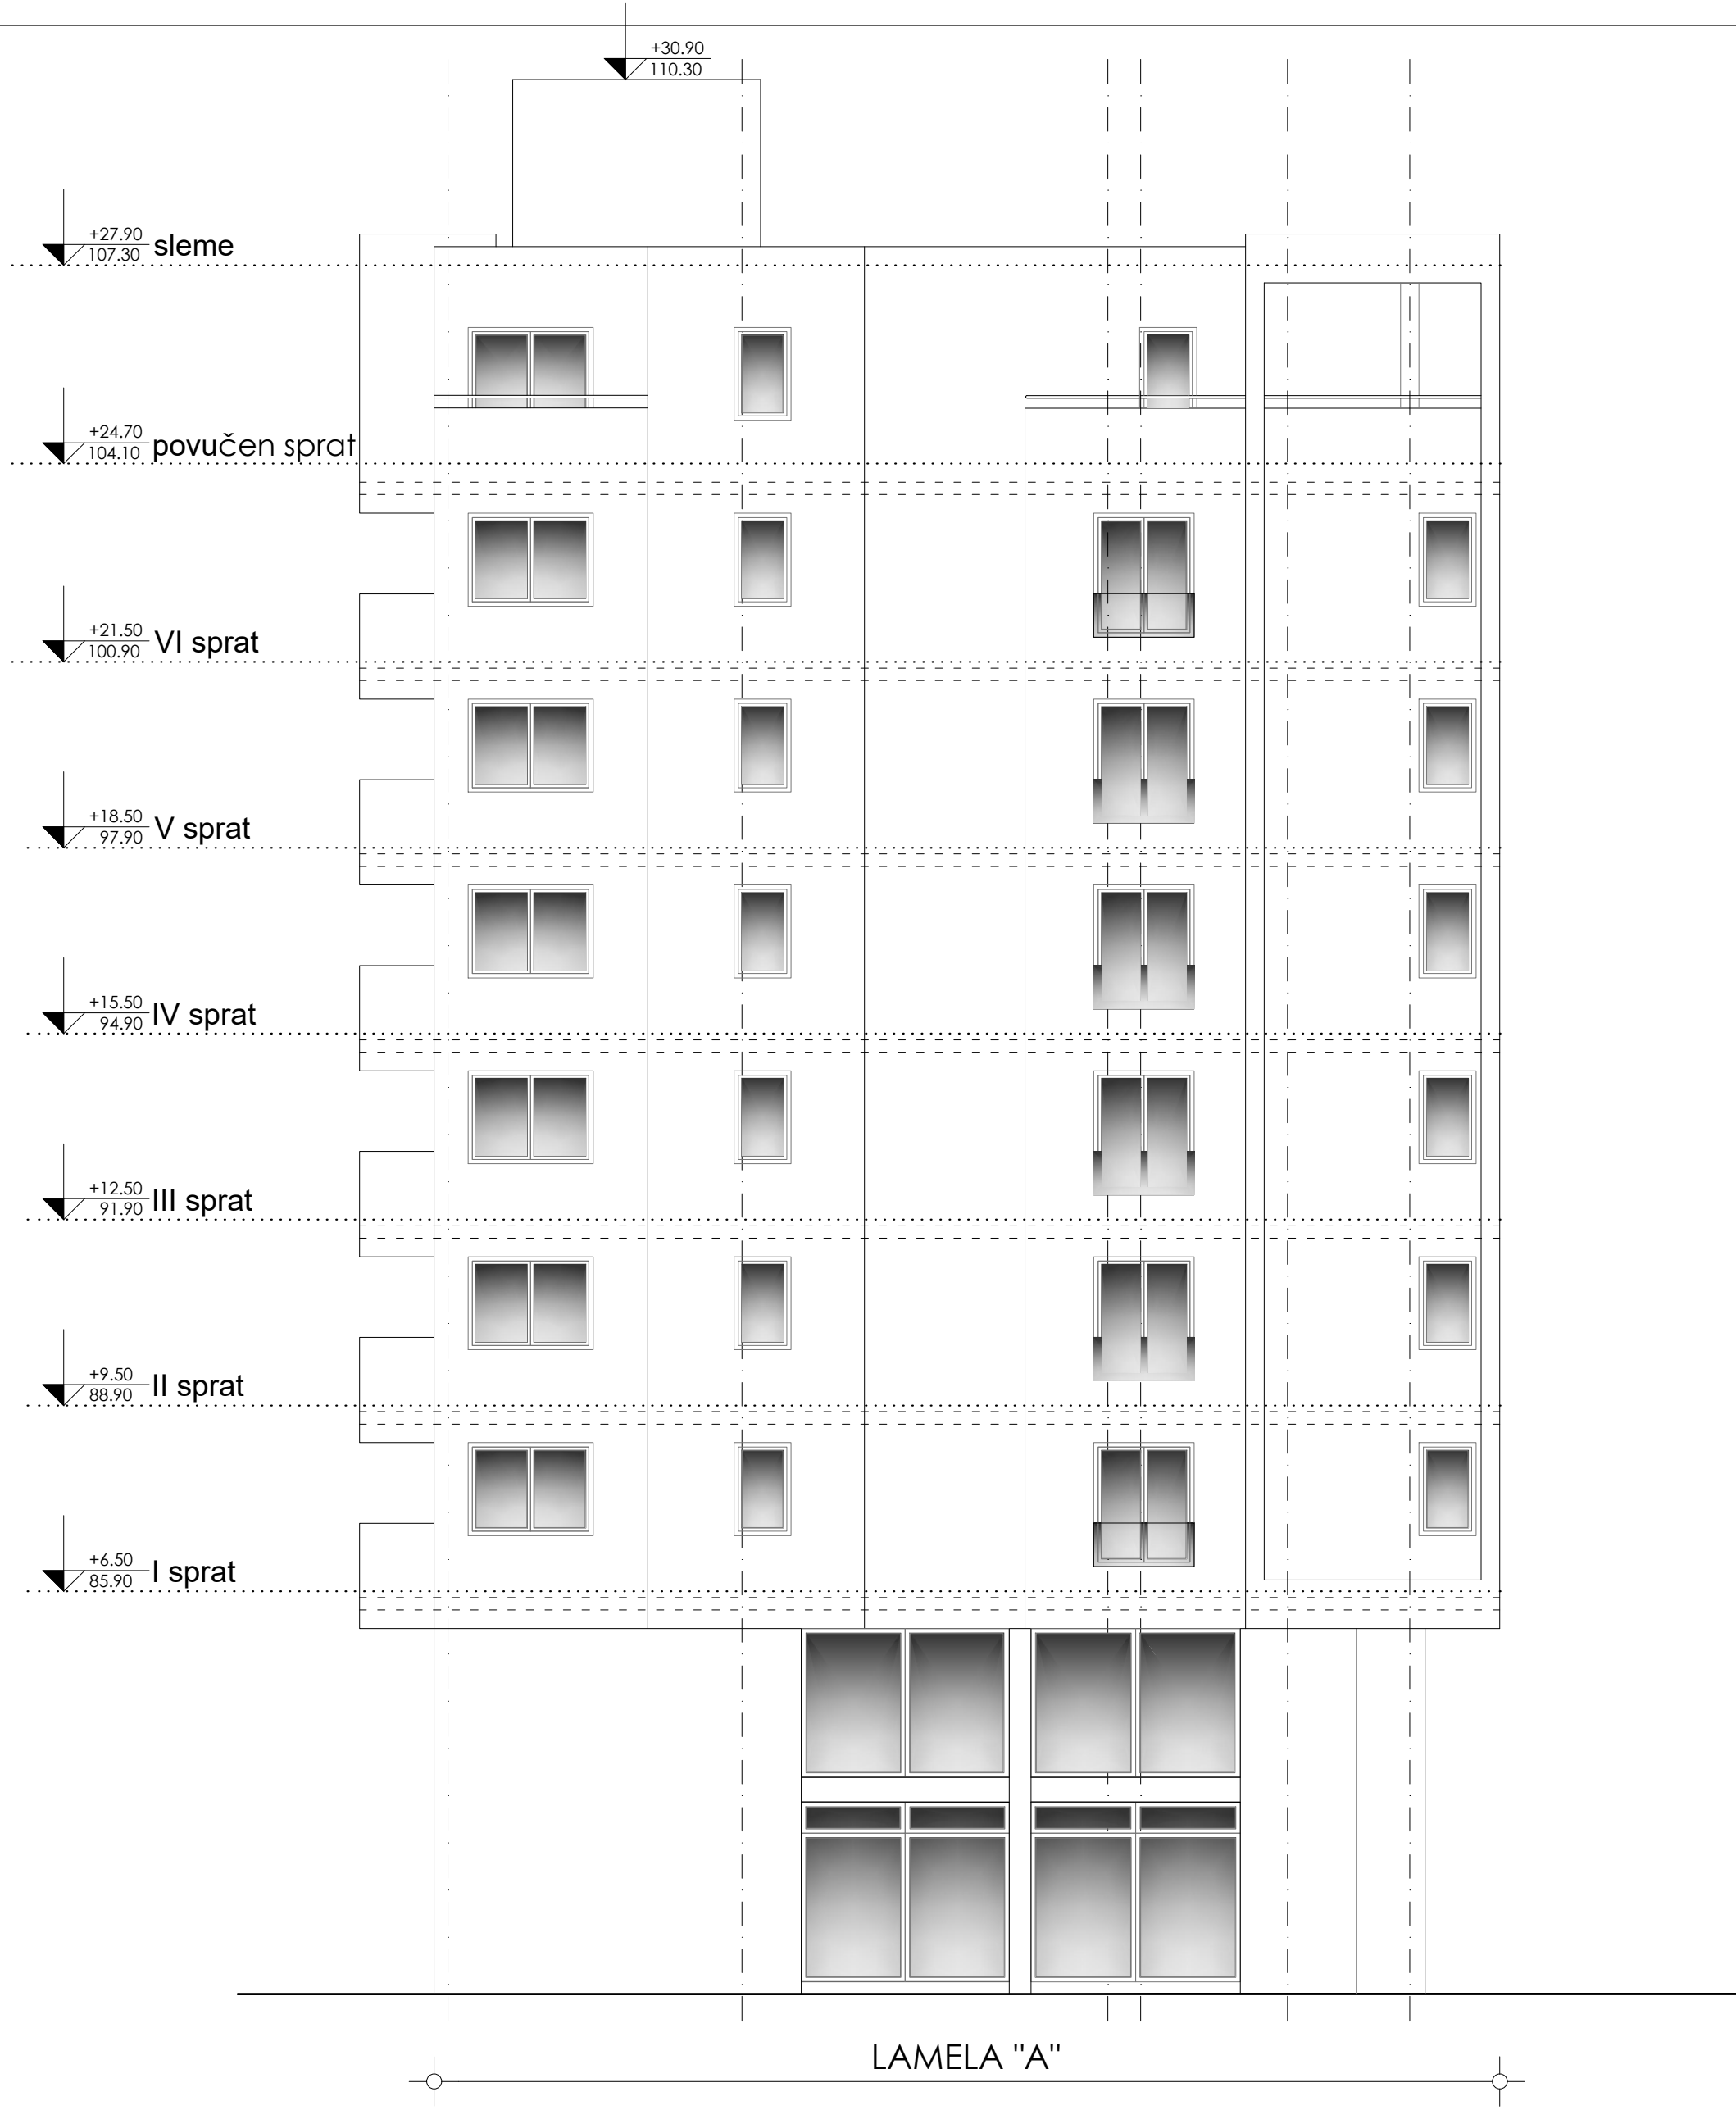 +30.90
110.30
+27.90
107.30 sleme
+24.70
104.10 povučen sprat
+21.50
100.90 VI sprat
+18.50
97.90 V sprat
+15.50
94.90 IV sprat
+12.50
91.90 III sprat
+9.50
88.90 II sprat
+6.50
85.90 I sprat
LAMELA "A"